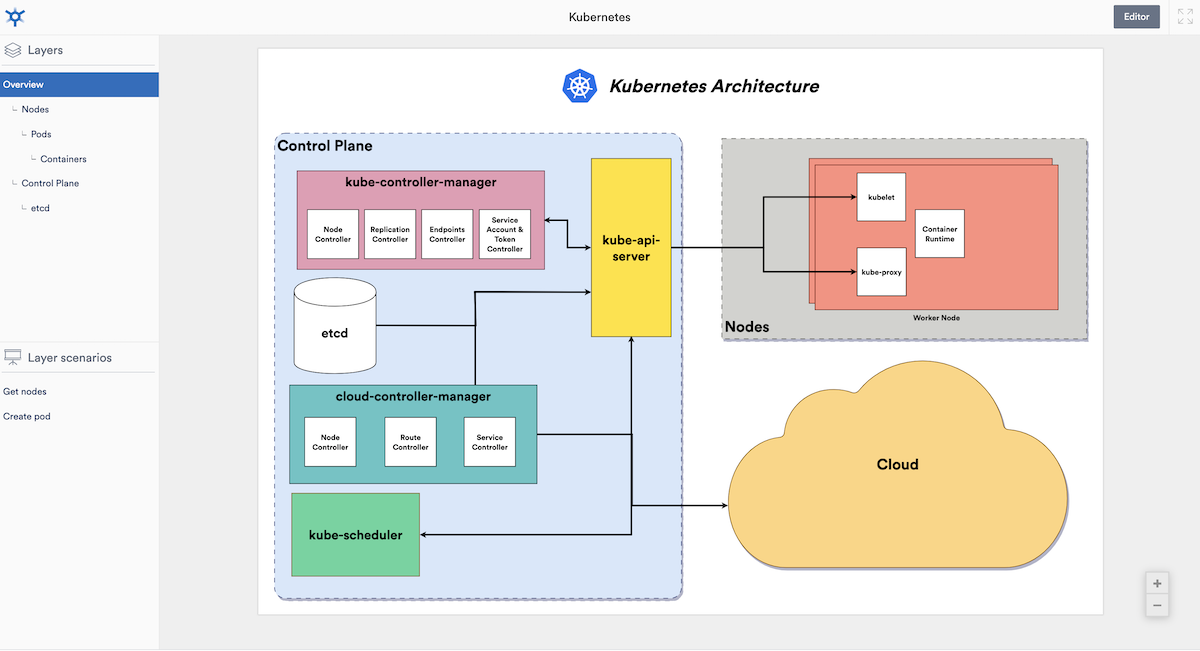 Kubernetes
Editor
Layers
Overview
Nodes
Pods
Containers
Control Plane
etcd
Layer scenarios
Get nodes
Create pod
Kubernetes Architecture
Control Plane
kube-controller-manager
Node
Controller
Replication
Controller
Endpoints
Controller
Service
Account &
Token
Controller
kube-api-
server
etcd
cloud-controller-manager
Node
Controller
Route
Controller
Service
Controller
kube-scheduler
kubelet
Container
Runtime
kube-proxy
Worker Node
Nodes
Cloud